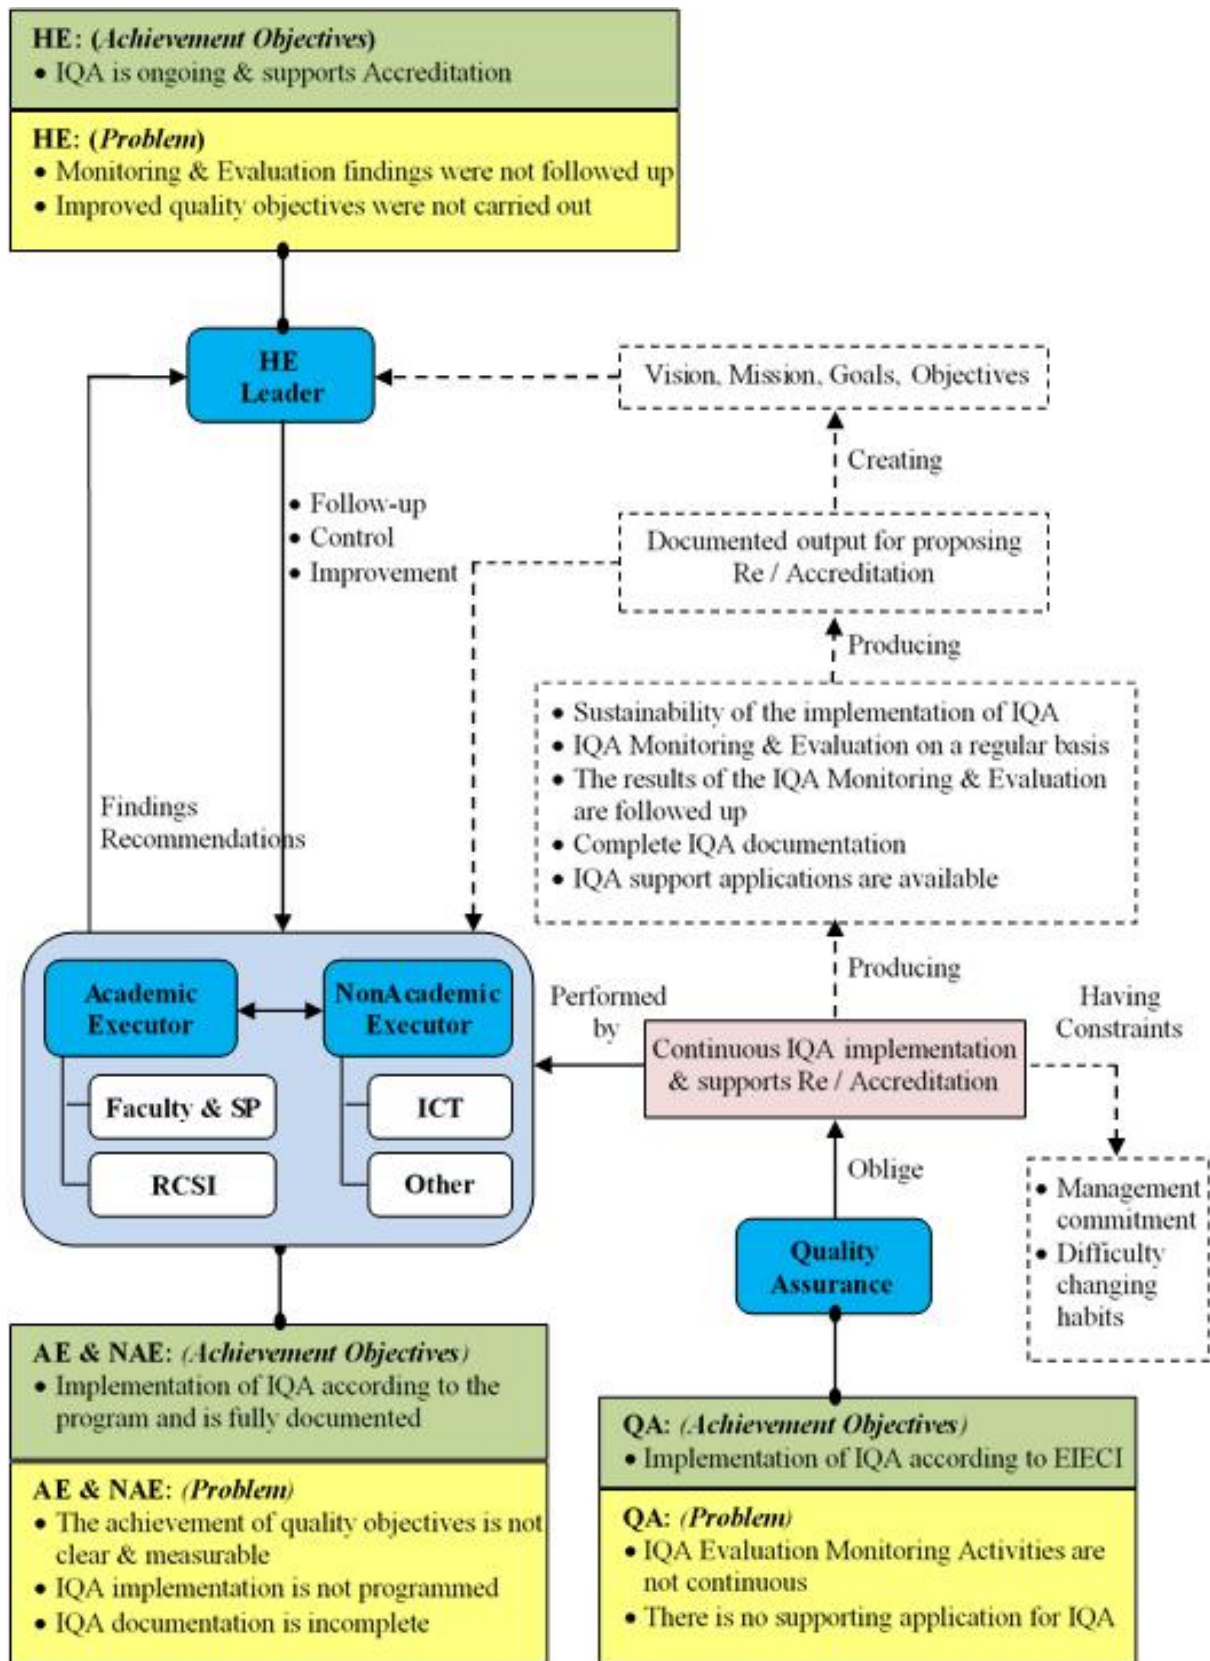 HE: (Achievement Objectives)
• IQA is ongoing & supports Accreditation
HE: (Problem)
• Monitoring & Evaluation findings were not followed up
• Improved quality objectives were not carried out
HE
Leader
Vision, Mission, Goals, Objectives
Creating
• Follow-up
• Control
• Improvement
Documented output for proposing
Re / Accreditation
Producing
• Sustainability of the implementation of IQA
• IQA Monitoring & Evaluation on a regular basis
• The results of the IQA Monitoring & Evaluation
are followed up
• Complete IQA documentation
• IQA support applications are available
Findings
Recommendations
Producing
Academic
Executor
NonAcademic
Executor
Faculty & SP
RCSI
ICT
Other
Performed
by
Continuous IQA implementation
& supports Re / Accreditation
Having
Constraints
Oblige
• Management
commitment
• Difficulty
changing
habits
Quality
Assurance
AE & NAE: (Achievement Objectives)
• Implementation of IQA according to the
program and is fully documented
AE & NAE: (Problem)
• The achievement of quality objectives is not
clear & measurable
• IQA implementation is not programmed
• IQA documentation is incomplete
QA: (Achievement Objectives)
• Implementation of IQA according to EIECI
QA: (Problem)
• IQA Evaluation Monitoring Activities are
not continuous
• There is no supporting application for IQA